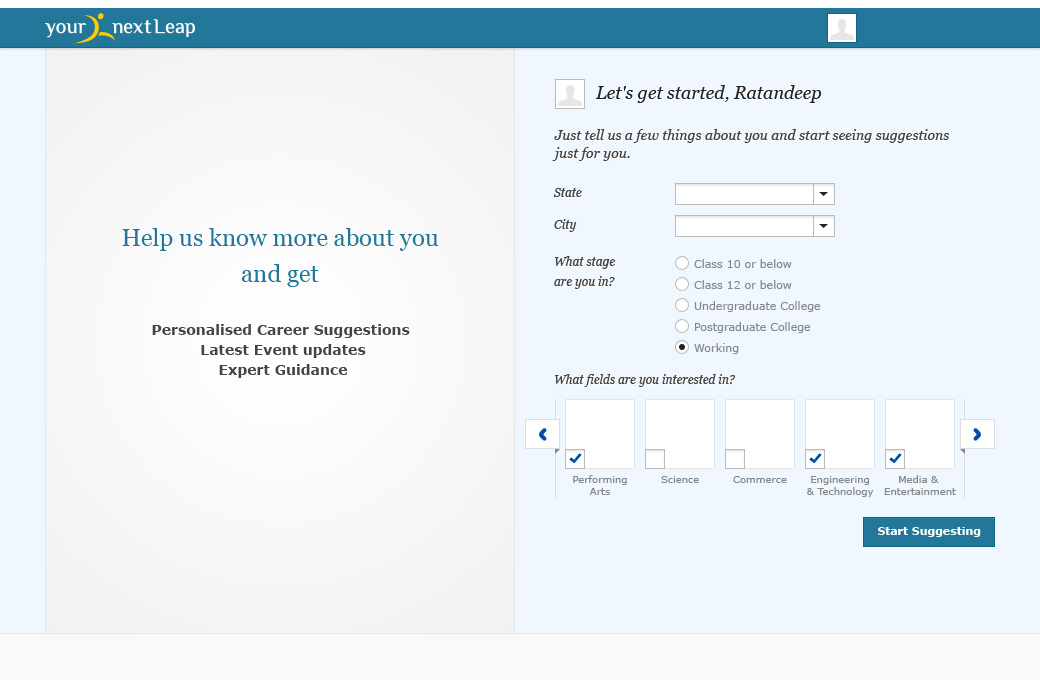 your nextLeap
Help us know more about you
and get
Personalised Career Suggestions
Latest Event updates
Expert Guidance
Let's get started, Ratandeep
Just tell us a few things about you and start seeing suggestions
just for you.
State
City
What stage
are you in?
Class 10 or below
Class 12 or below
Undergraduate College
Postgraduate College
Working
What fields are you interested in?
Performing
Arts
Science
Commerce
Engineering
& Technology
Media &
Entertainment
Start Suggesting